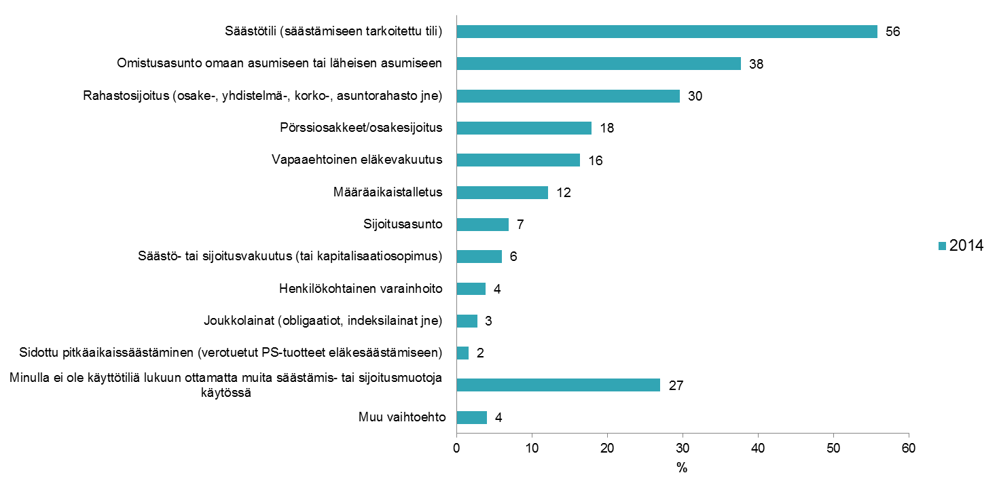 Säästötili (säästämiseen tarkoitettu tili) 56
Omistusasunto omaan asumiseen tai läheisen asumiseen 38
Rahastosijoitus (osake-, yhdistelmä-, korko-, asuntorahasto jne) 30
Pörssiosakkeet/osakesijoitus 18
Vapaaehtoinen eläkevakuutus 16
Määräaikaistalletus 12
Sijoitusasunto 7
Säästö- tai sijoitusvakuutus (tai kapitalisaatiosopimus) 6
Henkilökohtainen varainhoito 4
Joukkolainat (obligaatiot, indeksilainat jne) 3
Sidottu pitkäaikaissäästäminen (verotuetut PS-tuotteet eläkesäästämiseen) 2
Minulla ei ole käyttötiliä lukuun ottamatta muita säästämis- tai sijoitusmuotoja
käytössä 27
Muu vaihtoehto 4
0 10 20 30 40 50 60
%
2014